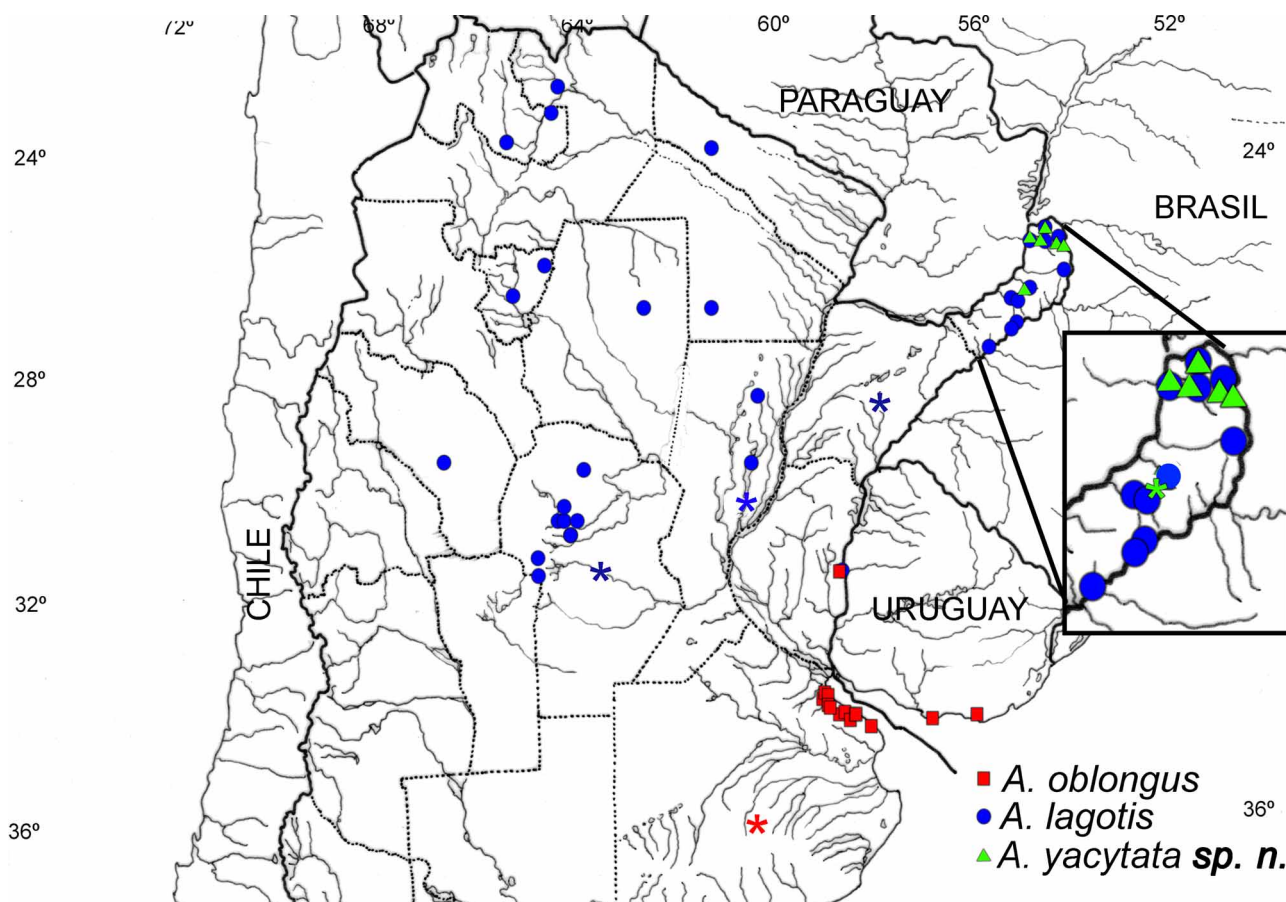 72º 68º 64º 60º 56º 52º
PARAGUAY
24º 24º
BRASIL
28º
CHILE
32º
URUGUAY
A. oblongus
A. lagotis
36º 36º
A. yacytata sp. n.